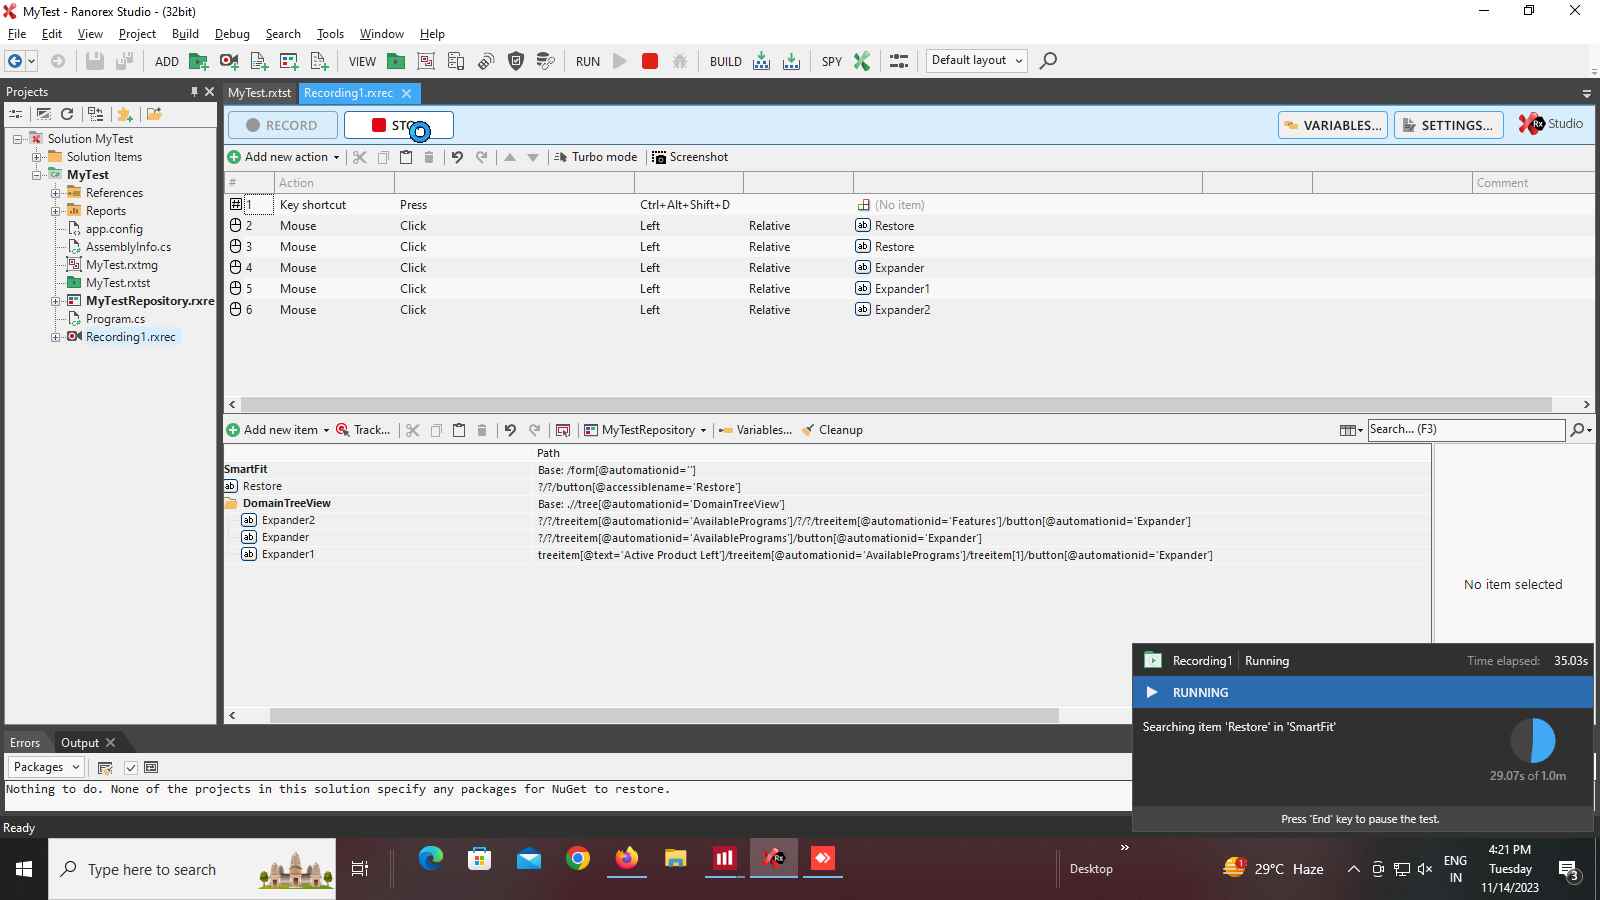 MyTest - Ranorex Studio - (32bit)
File Edit View Project Build Debug Search Tools Window Help
ADD VIEW RUN BUILD SPY Default layout
Projects
MyTest.rxtst Recording1.rxrec
RECORD
VARIABLES... SETTINGS... Rx Studio
Add new action Turbo mode Screenshot
# Action Comment
1 Key shortcut Press Ctrl+Alt+Shift+D (No item)
2 Mouse Click Left Relative Restore
3 Mouse Click Left Relative Restore
4 Mouse Click Left Relative Expander
5 Mouse Click Left Relative Expander1
6 Mouse Click Left Relative Expander2
Solution MyTest
Solution Items
MyTest
References
Reports
app.config
AssemblyInfo.cs
MyTest.rxtmg
MyTest.rxtst
MyTestRepository.rxre
Program.cs
Recording1.rxrec
Add new item Track... MyTestRepository Variables... Cleanup Search... (F3)
Path
SmartFit Base: /form[@automationid='']
Restore ?/?/button[@accessiblename='Restore']
DomainTreeView Base: .//tree[@automationid='DomainTreeView']
Expander2 ?/?/treeitem[@automationid='AvailablePrograms']/?/?/treeitem[@automationid='Features']/button[@automationid='Expander']
Expander ?/?/treeitem[@automationid='AvailablePrograms']/button[@automationid='Expander']
Expander1 treeitem[@text='Active Product Left']/treeitem[@automationid='AvailablePrograms']/treeitem[1]/button[@automationid='Expander']
No item selected
Recording1 Running Time elapsed: 35.03s
RUNNING
Searching item 'Restore' in 'SmartFit'
29.07s of 1.0m
Press 'End' key to pause the test.
Errors Output
Packages
Nothing to do. None of the projects in this solution specify any packages for NuGet to restore.
Ready
Type here to search
Desktop
29°C Haze
ENG
IN
4:21 PM
Tuesday
11/14/2023
3